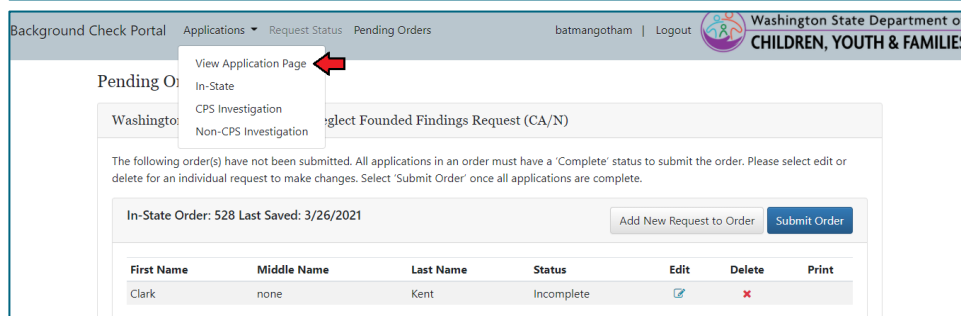 Background Check Portal Applications Request Status Pending Orders batmangotham | Logout Washington State Department o
CHILDREN, YOUTH & FAMILIES
View Application Page
Pending Or
In-State
CPS Investigation
Washington glect Founded Findings Request (CA/N)
Non-CPS Investigation
The following order(s) have not been submitted. All applications in an order must have a 'Complete' status to submit the order. Please select edit or
delete for an individual request to make changes. Select 'Submit Order' once all applications are complete.
In-State Order: 528 Last Saved: 3/26/2021 Add New Request to Order Submit Order
First Name Middle Name Last Name Status Edit Delete Print
Clark none Kent Incomplete